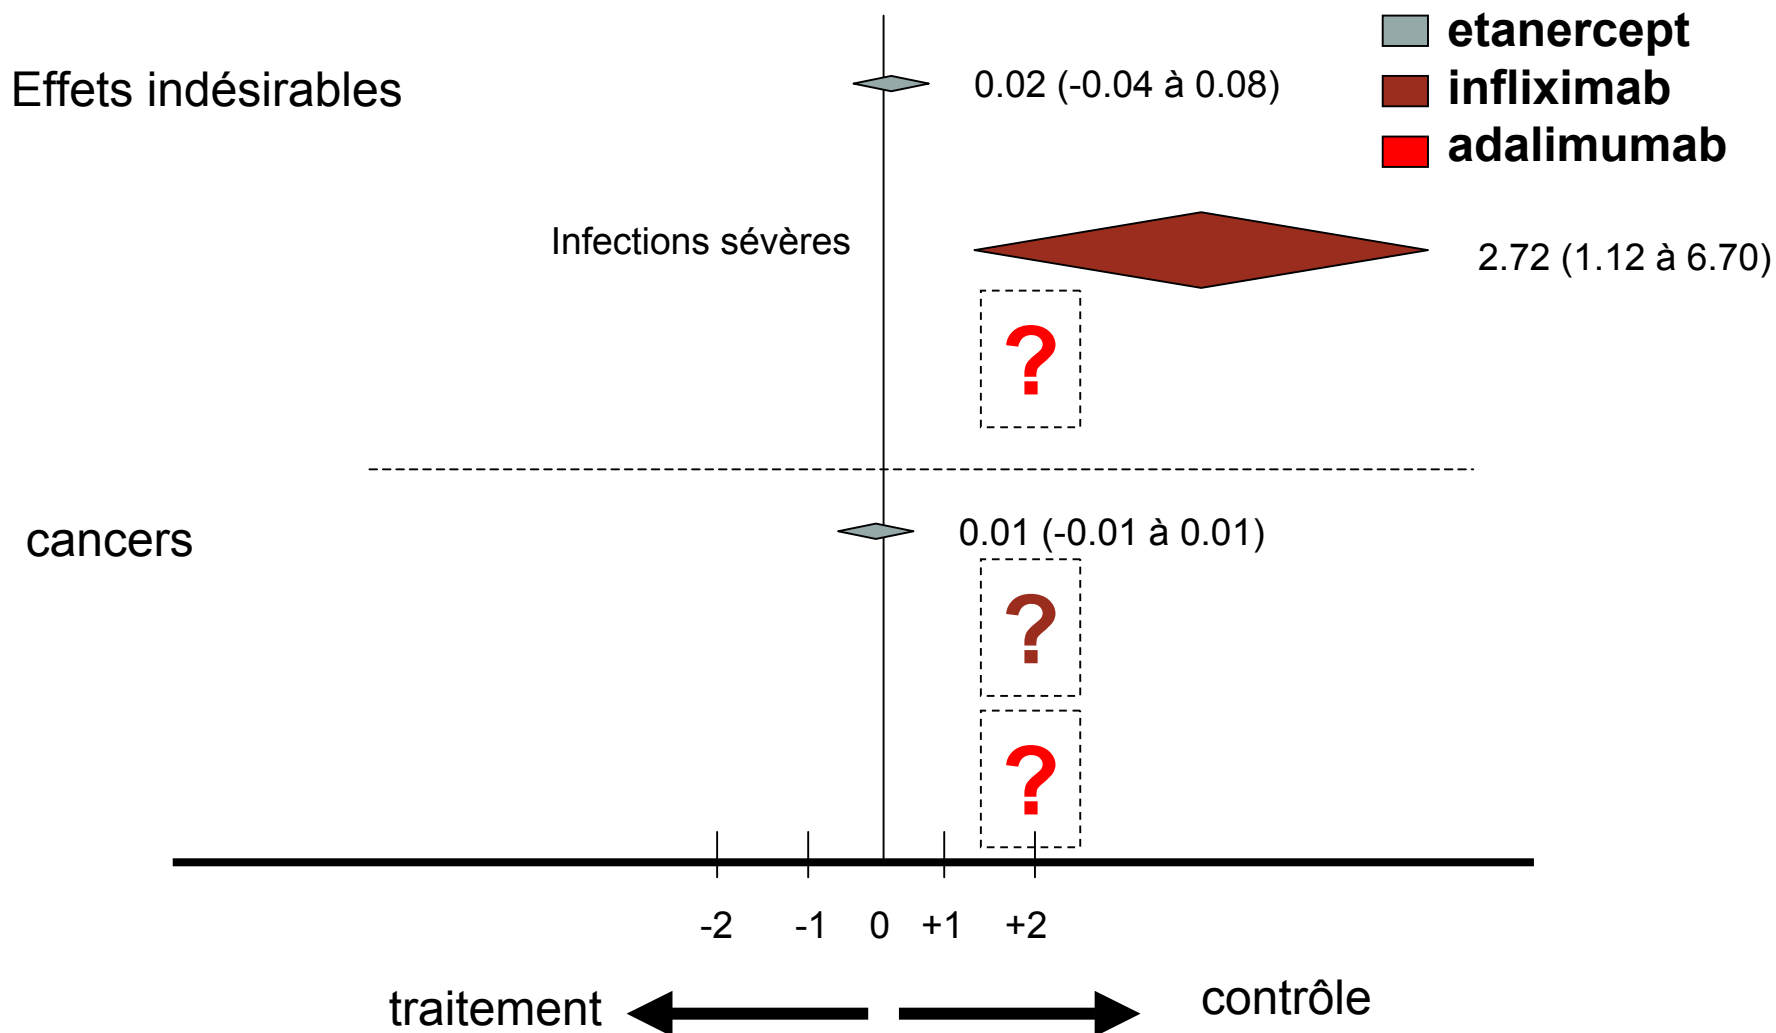 etanercept
Effets indésirables
0.02 (-0.04 à 0.08)
infliximab
adalimumab
Infections sévères
2.72 (1.12 à 6.70)
?
cancers
0.01 (-0.01 à 0.01)
?
?
-2 -1 0 +1 +2
traitement
contrôle